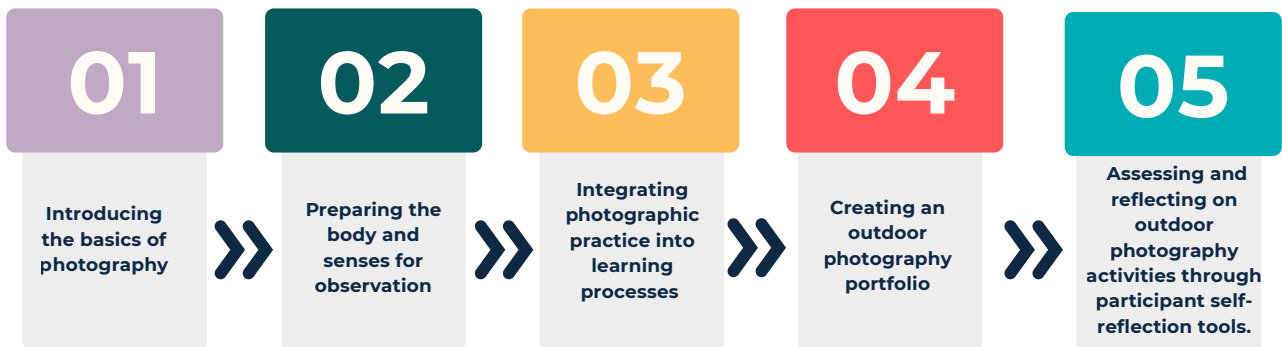 01
Introducing
the basics of
photography
02
Preparing the
body and
senses for
observation
03
Integrating
photographic
practice into
learning
processes
04
Creating an
outdoor
photography
portfolio
05
Assessing and
reflecting on
outdoor
photography
activities through
participant self-
reflection tools.